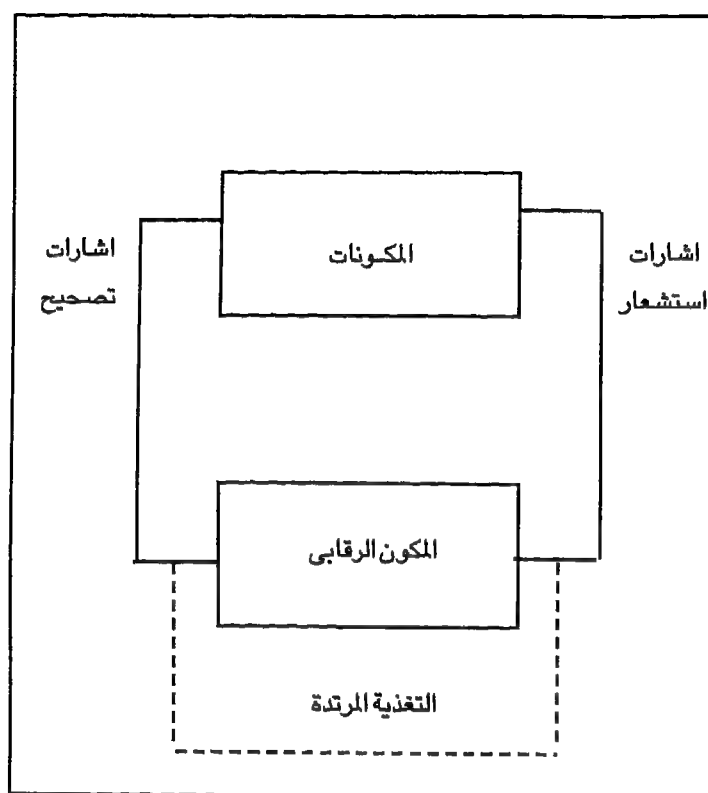 المكونات
اشارات
استشعار
اشارات
تصحيح
المكون الرقابى
التغذية المرتدة